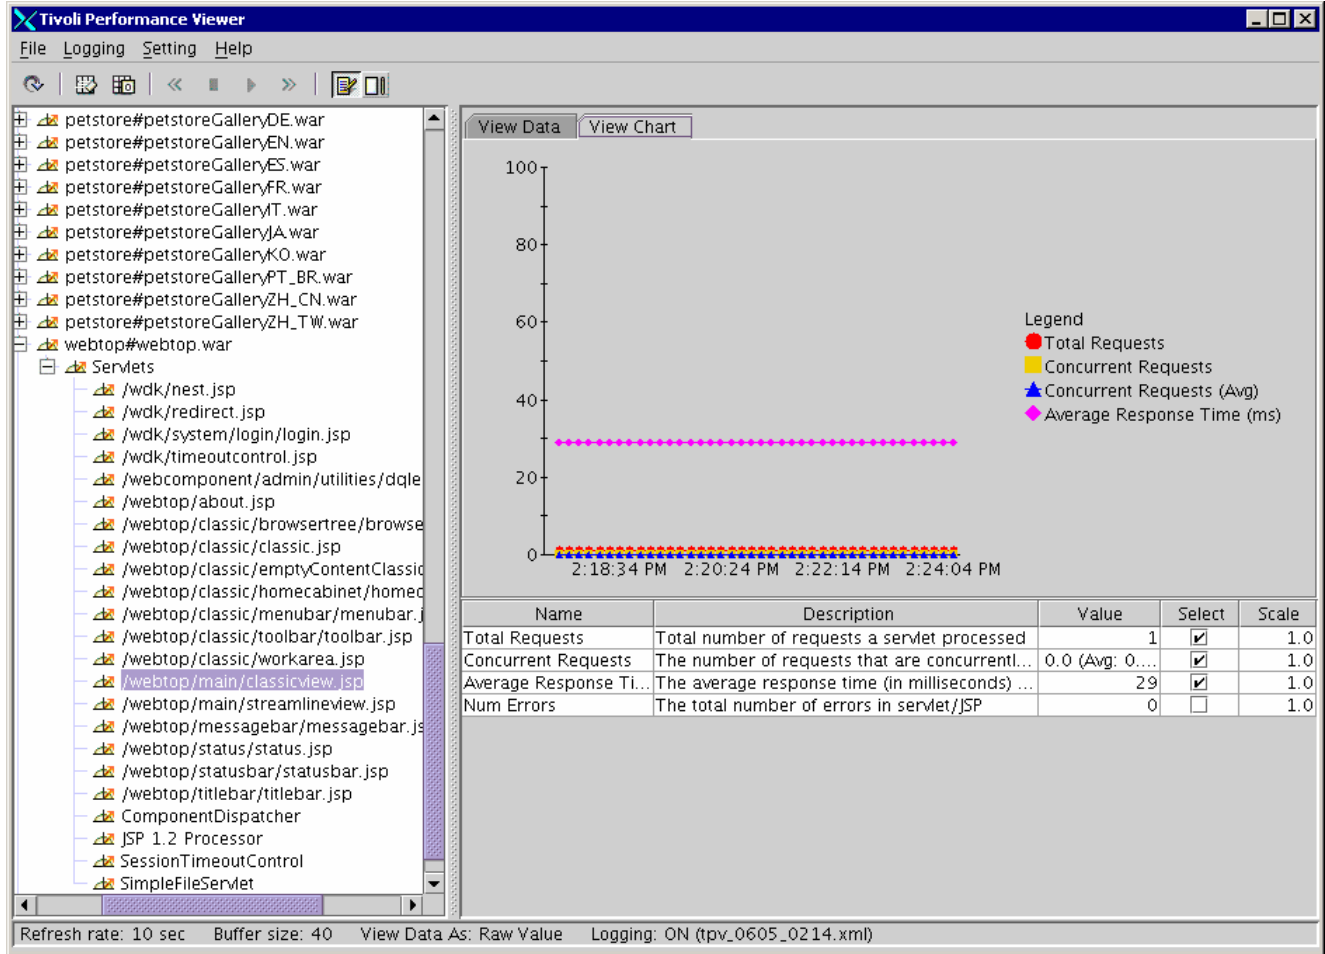 Tivoli Performance Viewer
File Logging Setting Help
petstore#petstoreGalleryDE.war
petstore#petstoreGalleryEN.war
petstore#petstoreGalleryES.war
petstore#petstoreGalleryFR.war
petstore#petstoreGalleryIT.war
petstore#petstoreGalleryJA.war
petstore#petstoreGalleryKO.war
petstore#petstoreGalleryPT_BR.war
petstore#petstoreGalleryZH_CN.war
petstore#petstoreGalleryZH_TW.war
webtop#webtop.war
Servlets
/wdk/nest.jsp
/wdk/redirect.jsp
/wdk/system/login/login.jsp
/wdk/timeoutcontrol.jsp
/webcomponent/admin/utilities/dqle
/webtop/about.jsp
/webtop/classic/browsertree/browse
/webtop/classic/classic.jsp
/webtop/classic/emptyContentClassic
/webtop/classic/homecabinet/homec
/webtop/classic/menubar/menubar.j
/webtop/classic/toolbar/toolbar.jsp
/webtop/classic/workarea.jsp
/webtop/main/classicview.jsp
/webtop/main/streamlineview.jsp
/webtop/messagebar/messagebar.js
/webtop/status/status.jsp
/webtop/statusbar/statusbar.jsp
/webtop/titlebar/titlebar.jsp
ComponentDispatcher
JSP 1.2 Processor
SessionTimeoutControl
SimpleFileServlet
View Data View Chart
100
80
60
40
20
0
2:18:34 PM 2:20:24 PM 2:22:14 PM 2:24:04 PM
Legend
Total Requests
Concurrent Requests
Concurrent Requests (Avg)
Average Response Time (ms)
Name Description Value Select Scale
Total Requests Total number of requests a servlet processed 1 1.0
Concurrent Requests The number of requests that are concurrentl... 0.0 (Avg: 0.... 1.0
Average Response Ti... The average response time (in milliseconds) ... 29 1.0
Num Errors The total number of errors in servlet/JSP 0 1.0
Refresh rate: 10 sec Buffer size: 40 View Data As: Raw Value Logging: ON (tpv_0605_0214.xml)